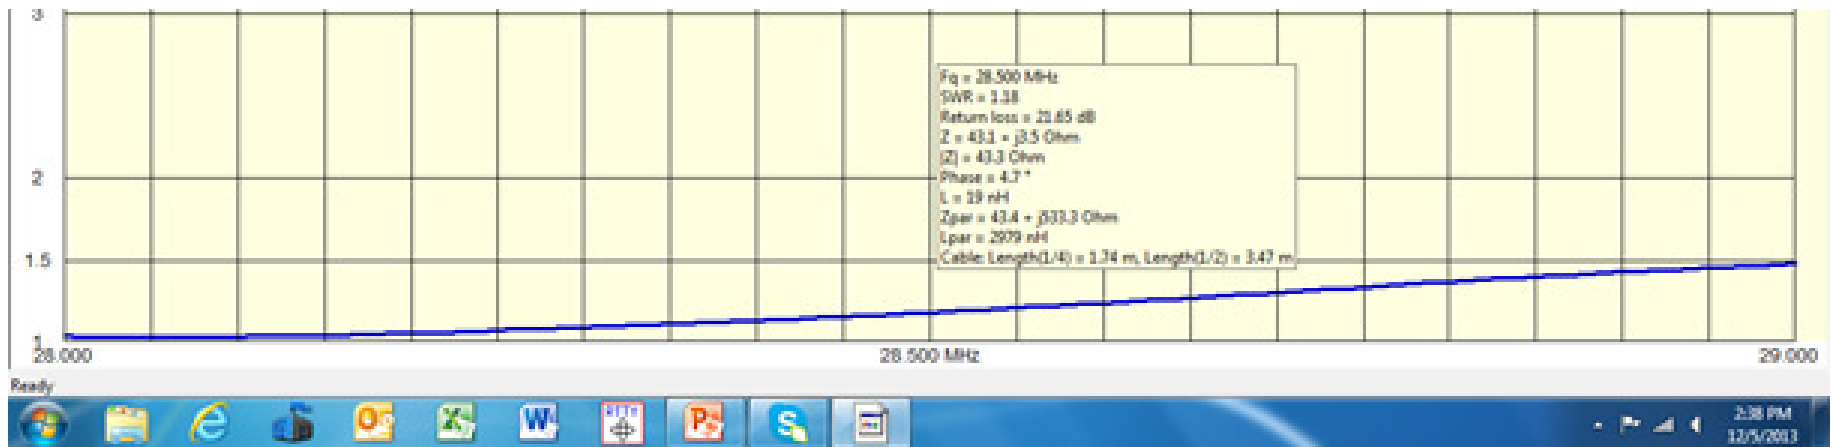 3
2
1.5
1
Fq = 28.500 MHz
SWR = 1.18
Return loss = 21.65 dB
Z = 43.1 + j3.5 Ohm
|Z| = 43.3 Ohm
Phase = 4.7 °
L = 19 nH
Zpar = 43.4 + j533.3 Ohm
Lpar = 2979 nH
Cable: Length(1/4) = 1.74 m, Length(1/2) = 3.47 m
28.000
28.500 MHz
29.000
Ready
RTTY
2:38 PM
12/5/2013